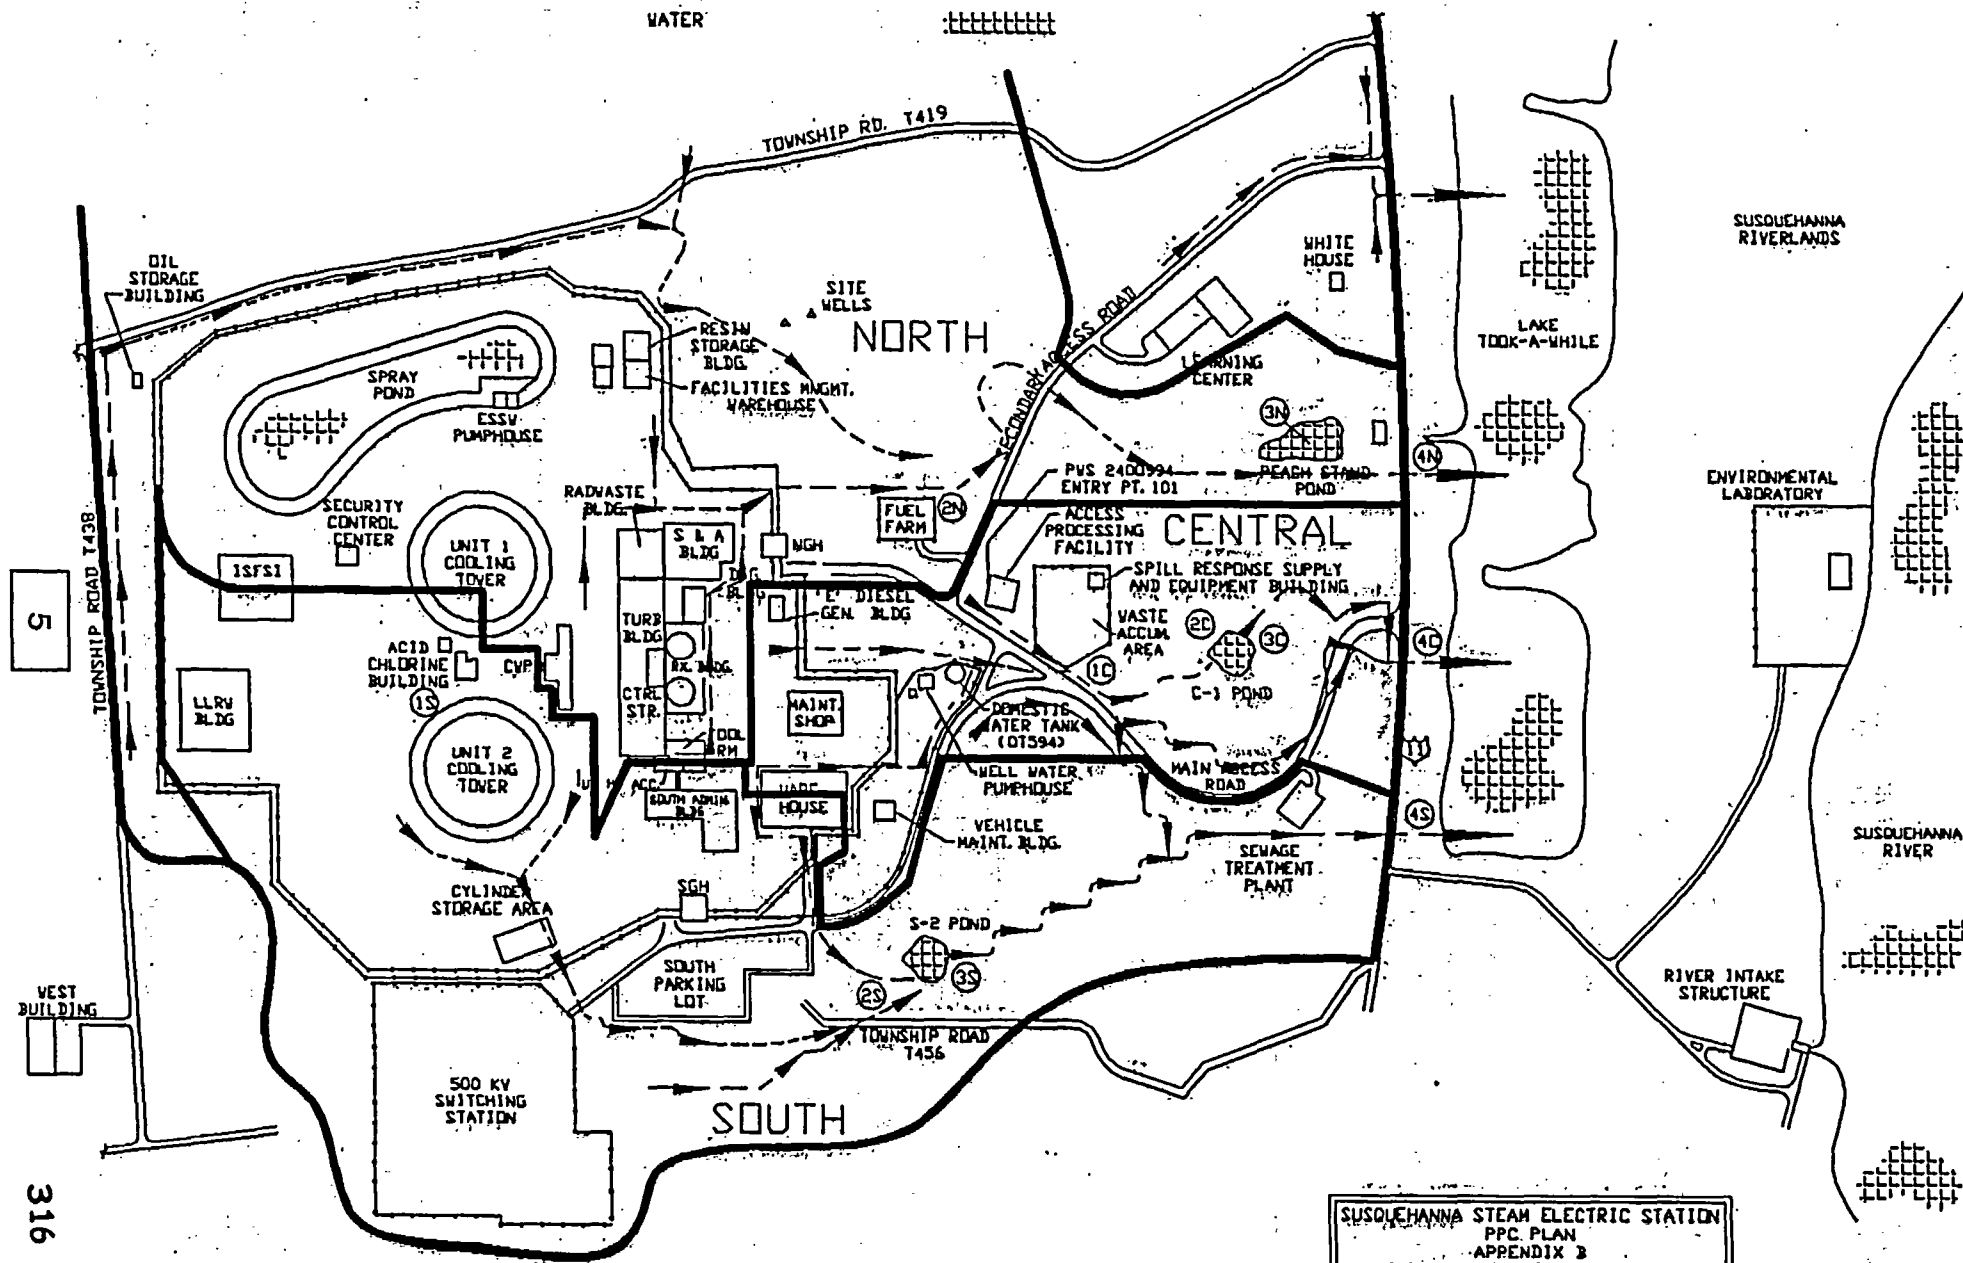 WATER
TOWNSHIP RD. T419
SUSQUEHANNA
RIVERLANDS
OIL
STORAGE
BUILDING
WHITE
HOUSE
SITE
WELLS
NORTH
LAKE
TOOK-A-WHILE
RESIN
STORAGE
BLDG.
SPRAY
POND
FACILITIES MNGMT.
WAREHOUSE
SECONDARY ACCESS ROAD
LEARNING
CENTER
ESSW
PUMPHOUSE
3N
4N
PEACH STAND
POND
PWS 2400994
ENTRY PT. 101
ENVIRONMENTAL
LABORATORY
RADWASTE
BLDG.
SECURITY
CONTROL
CENTER
FUEL
FARM
2N
ACCESS
PROCESSING
FACILITY
CENTRAL
TOWNSHIP ROAD T438
UNIT 1
COOLING
TOWER
S & A
BLDG
NGH
ISFSI
SPILL RESPONSE SUPPLY
AND EQUIPMENT BUILDING
'E' DIESEL
GEN. BLDG
5
TURB
BLDG
WASTE
ACCUM.
AREA
2C
3C
4C
ACID
CHLORINE
BUILDING
CWP
RX. BLDG.
1C
C-1 POND
LLRW
BLDG
1S
CTRL
STR.
MAINT.
SHOP
DOMESTIC
WATER TANK
(0T594)
11
UNIT 2
COOLING
TOWER
WELL WATER
PUMPHOUSE
MAIN ACCESS
ROAD
SOUTH ADMIN
BLDG
HOUSE
4S
VEHICLE
MAINT. BLDG.
SEWAGE
TREATMENT
PLANT
SUSQUEHANNA
RIVER
CYLINDER
STORAGE AREA
SGH
S-2 POND
SOUTH
PARKING
LOT
3S
2S
RIVER INTAKE
STRUCTURE
WEST
BUILDING
TOWNSHIP ROAD
T456
500 KV
SWITCHING
STATION
SOUTH
316
SUSQUEHANNA STEAM ELECTRIC STATION
PPC PLAN
APPENDIX B